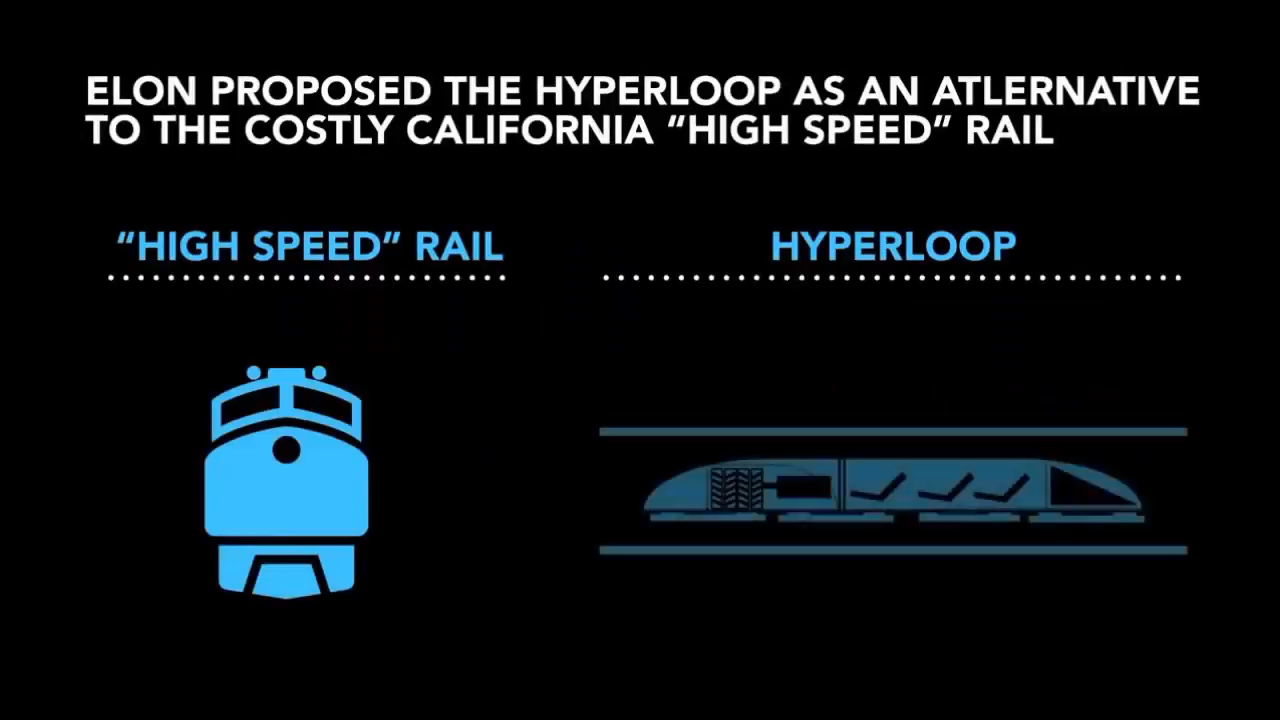 ELON PROPOSED THE HYPERLOOP AS AN ATLERNATIVE
TO THE COSTLY CALIFORNIA “HIGH SPEED” RAIL
“HIGH SPEED” RAIL
HYPERLOOP